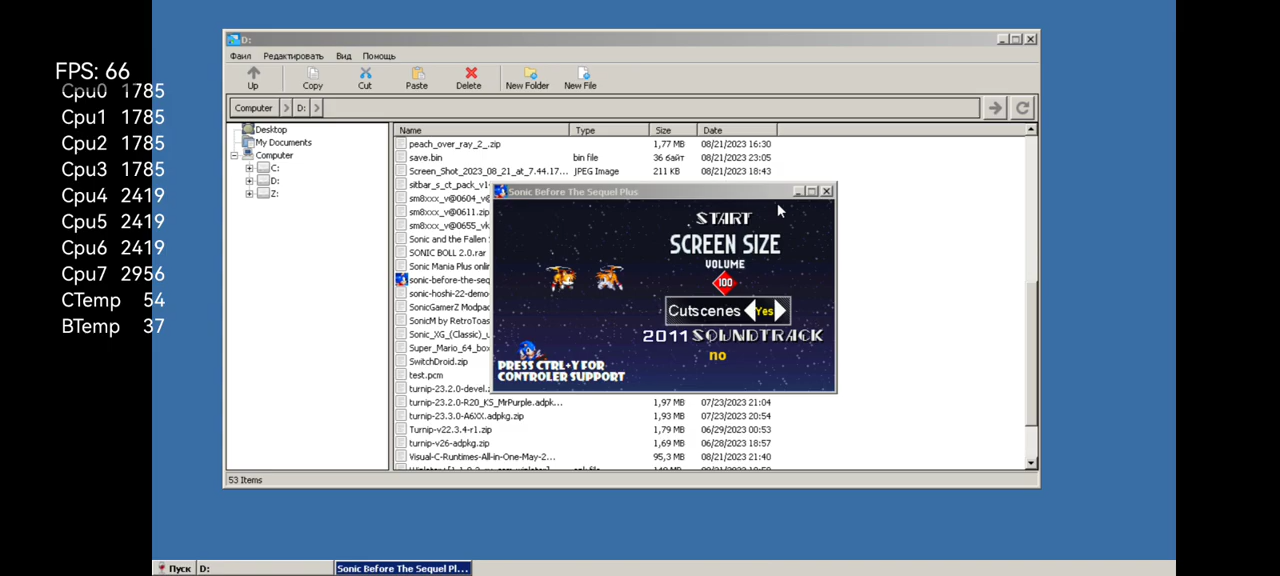 FPS: 66
Cpu0 1785
Cpu1 1785
Cpu2 1785
Cpu3 1785
Cpu4 2419
Cpu5 2419
Cpu6 2419
Cpu7 2956
CTemp 54
BTemp 37
D:
Файл Редактировать Вид Помощь
Up Copy Cut Paste Delete New Folder New File
Computer D:
Desktop
My Documents
Computer
C:
D:
Z:
Name Type Size Date
peach_over_ray_2_.zip 1,77 MB 08/21/2023 16:30
save.bin bin file 36 байт 08/21/2023 23:05
Screen_Shot_2023_08_21_at_7.44.17... JPEG Image 211 KB 08/21/2023 18:43
sitbar_s_ct_pack_v1
sm8xxx_v@0604_v
sm8xxx_v@0611.zip
sm8xxx_v@0655_vk
Sonic and the Fallen
SONIC BOLL 2.0.rar
Sonic Mania Plus onlin
sonic-before-the-seq
sonic-hoshi-22-demo
SonicGamerZ Modpac
SonicM by RetroToas
Sonic_XG_(Classic)_u
Super_Mario_64_box
SwitchDroid.zip
test.pcm
turnip-23.2.0-devel.z
turnip-23.2.0-R20_KS_MrPurple.adpk... 1,97 MB 07/23/2023 21:04
turnip-23.3.0-A6XX.adpkg.zip 1,93 MB 07/23/2023 20:54
Turnip-v22.3.4-r1.zip 1,79 MB 06/29/2023 00:53
turnip-v26-adpkg.zip 1,69 MB 06/28/2023 18:57
Visual-C-Runtimes-All-in-One-May-2... 95,3 MB 08/21/2023 21:40
Sonic Before The Sequel Plus
START
SCREEN SIZE
VOLUME
100
Cutscenes Yes
2011 SOUNDTRACK
no
PRESS CTRL+Y FOR
CONTROLER SUPPORT
53 Items
Пуск D: Sonic Before The Sequel Pl...